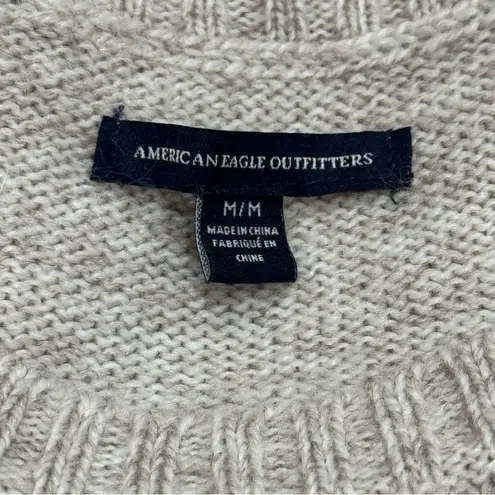 AMERICAN EAGLE OUTFITTERS
M/M
MADE IN CHINA
FABRIQUÉ EN
CHINE